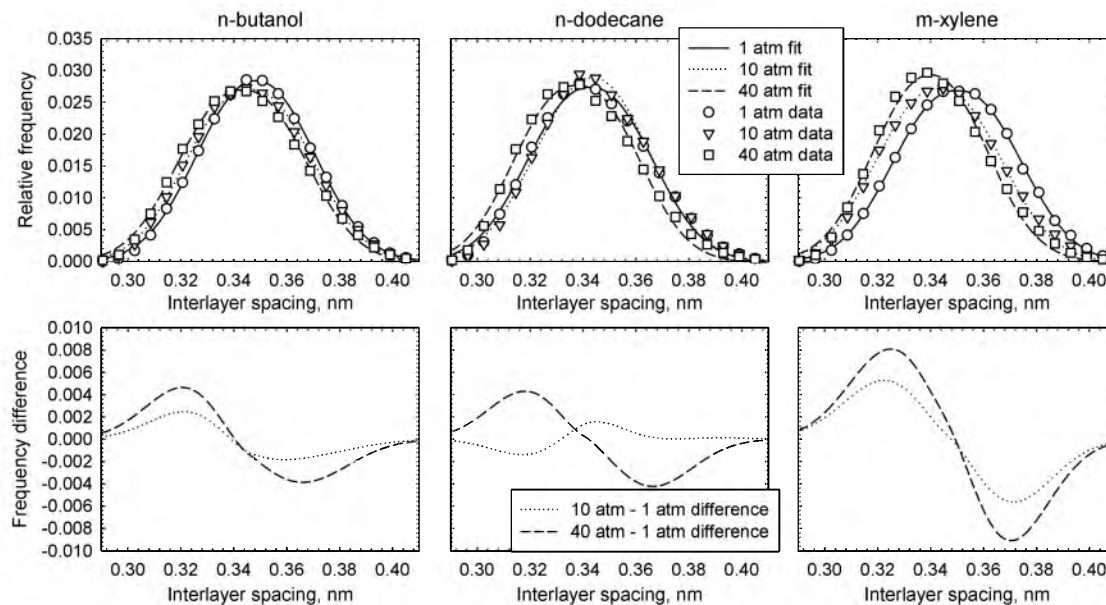 n-butanol
n-dodecane
m-xylene
Relative frequency
0.035
0.030
0.025
0.020
0.015
0.010
0.005
0.000
1 atm fit
10 atm fit
40 atm fit
1 atm data
10 atm data
40 atm data
0.30 0.32 0.34 0.36 0.38 0.40
0.30 0.32 0.34 0.36 0.38 0.40
0.30 0.32 0.34 0.36 0.38 0.40
Interlayer spacing, nm
Interlayer spacing, nm
Interlayer spacing, nm
Frequency difference
0.010
0.008
0.006
0.004
0.002
0.000
-0.002
-0.004
-0.006
-0.008
-0.010
10 atm - 1 atm difference
40 atm - 1 atm difference
0.30 0.32 0.34 0.36 0.38 0.40
0.30 0.32 0.34 0.36 0.38 0.40
0.30 0.32 0.34 0.36 0.38 0.40
Interlayer spacing, nm
Interlayer spacing, nm
Interlayer spacing, nm